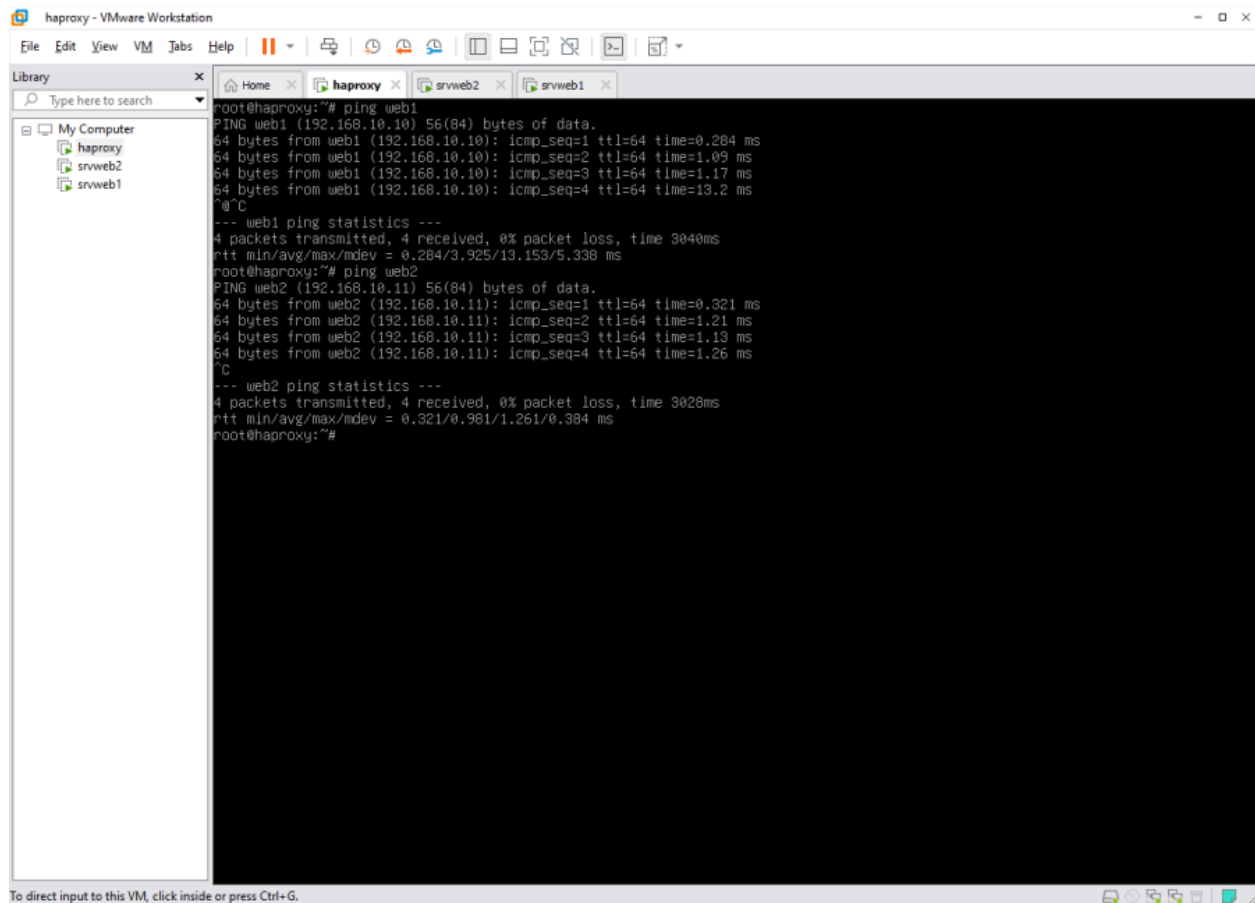 haproxy - VMware Workstation
File Edit View VM Tabs Help
Library
Type here to search
My Computer
haproxy
srvweb2
srvweb1
Home haproxy srvweb2 srvweb1
root@haproxy:~# ping web1
PING web1 (192.168.10.10) 56(84) bytes of data.
64 bytes from web1 (192.168.10.10): icmp_seq=1 ttl=64 time=0.284 ms
64 bytes from web1 (192.168.10.10): icmp_seq=2 ttl=64 time=1.09 ms
64 bytes from web1 (192.168.10.10): icmp_seq=3 ttl=64 time=1.17 ms
64 bytes from web1 (192.168.10.10): icmp_seq=4 ttl=64 time=13.2 ms
^@^C
--- web1 ping statistics ---
4 packets transmitted, 4 received, 0% packet loss, time 3040ms
rtt min/avg/max/mdev = 0.284/3.925/13.153/5.338 ms
root@haproxy:~# ping web2
PING web2 (192.168.10.11) 56(84) bytes of data.
64 bytes from web2 (192.168.10.11): icmp_seq=1 ttl=64 time=0.321 ms
64 bytes from web2 (192.168.10.11): icmp_seq=2 ttl=64 time=1.21 ms
64 bytes from web2 (192.168.10.11): icmp_seq=3 ttl=64 time=1.13 ms
64 bytes from web2 (192.168.10.11): icmp_seq=4 ttl=64 time=1.26 ms
^C
--- web2 ping statistics ---
4 packets transmitted, 4 received, 0% packet loss, time 3028ms
rtt min/avg/max/mdev = 0.321/0.981/1.261/0.384 ms
root@haproxy:~#
To direct input to this VM, click inside or press Ctrl+G.